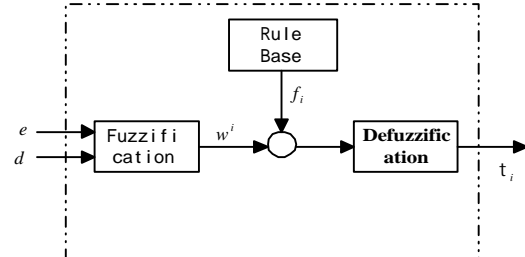 Rule
Base
f_i
e
Fuzzifi
cation
w^i
d
Defuzzific
ation
t_i